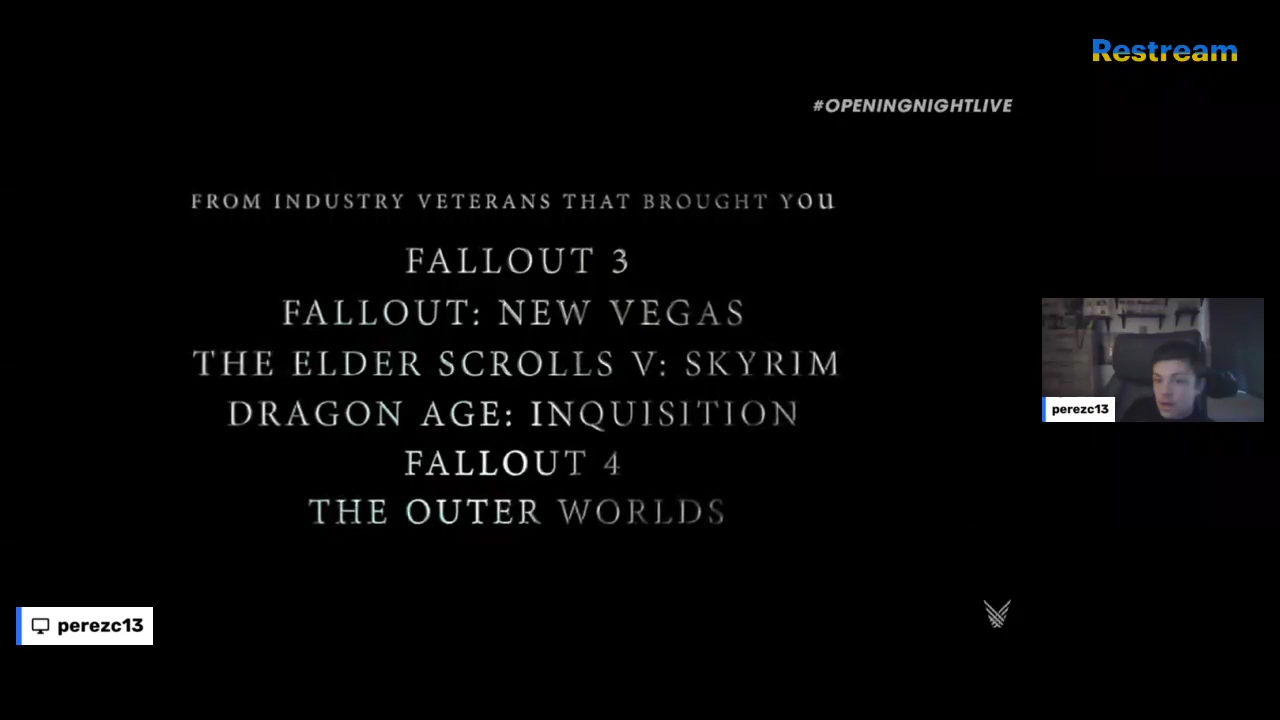 Restream
#OPENINGNIGHTLIVE
FROM INDUSTRY VETERANS THAT BROUGHT YOU
FALLOUT 3
FALLOUT: NEW VEGAS
THE ELDER SCROLLS V: SKYRIM
DRAGON AGE: INQUISITION
FALLOUT 4
THE OUTER WORLDS
perezc13
perezc13